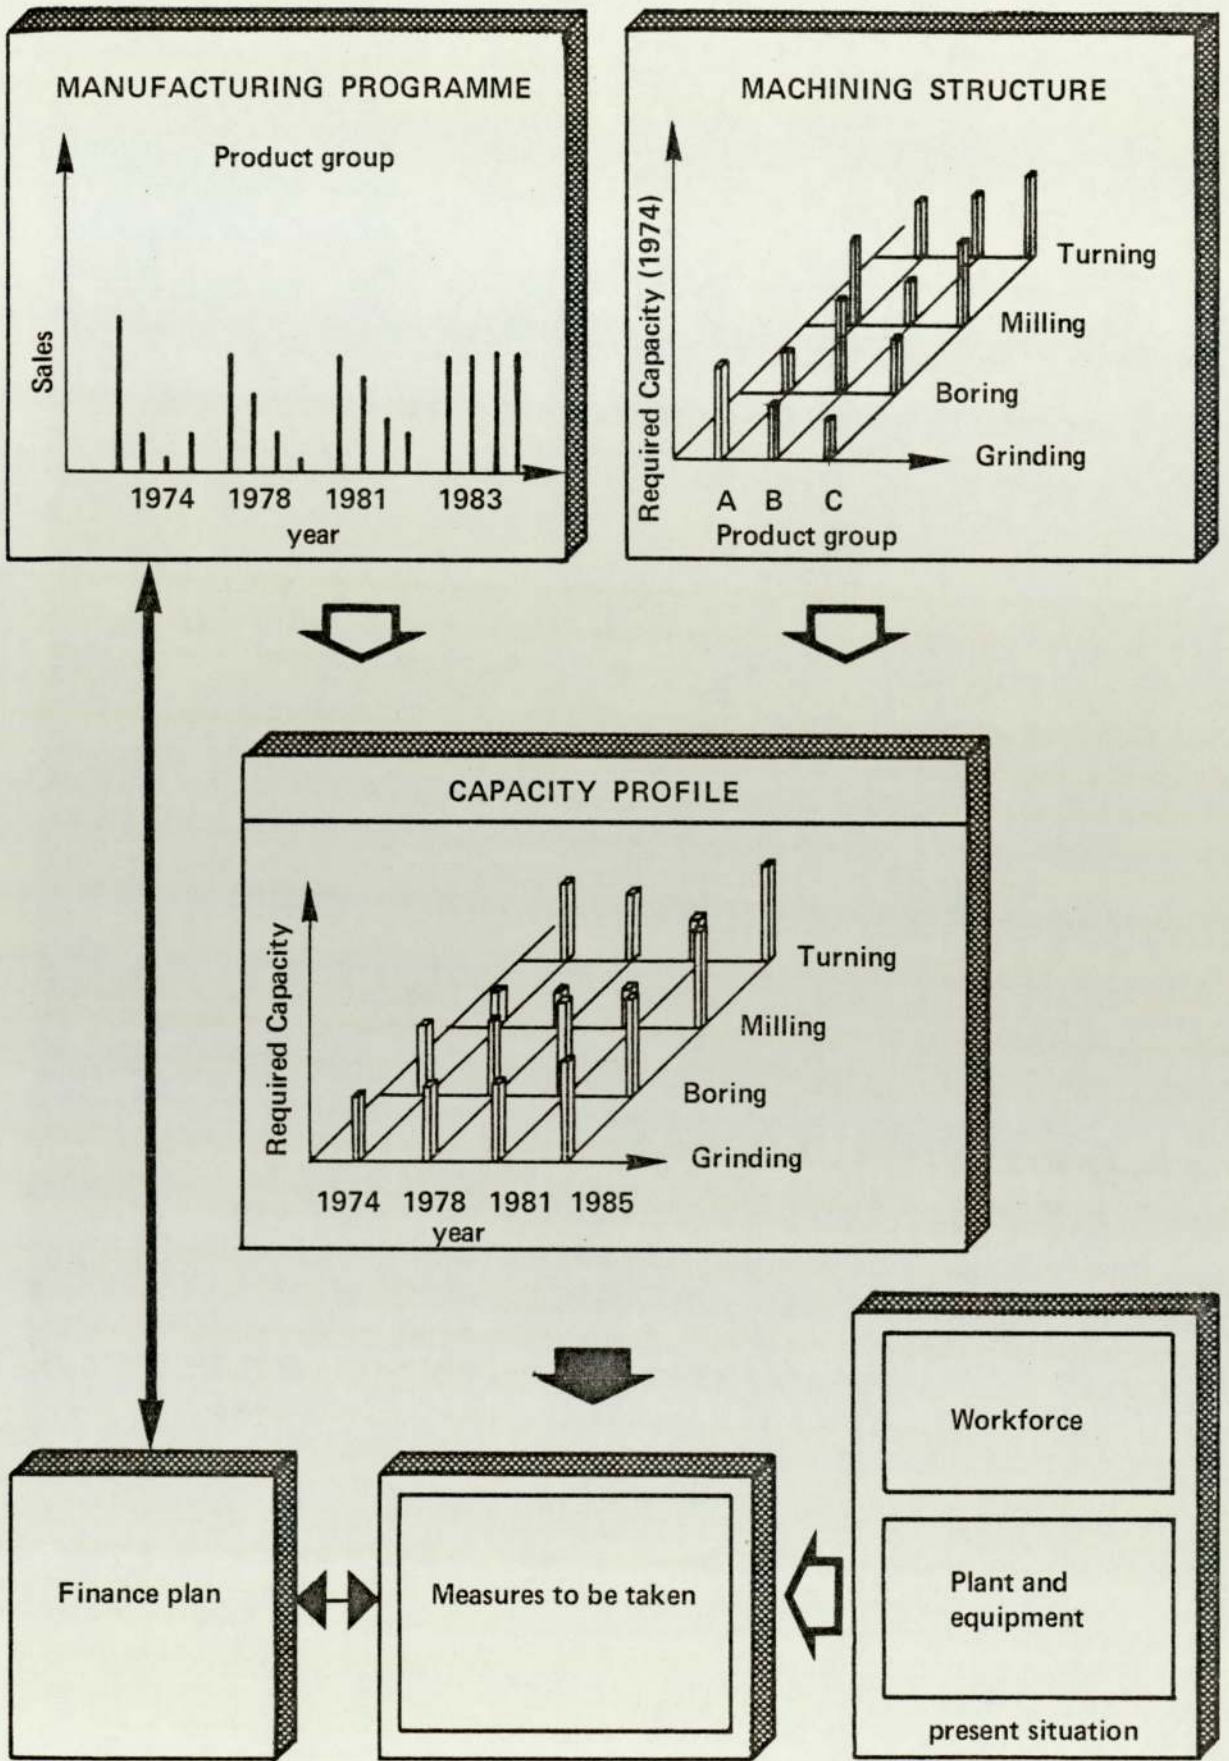 MANUFACTURING PROGRAMME
Product group
Sales
1974 1978 1981 1983
year
MACHINING STRUCTURE
Required Capacity (1974)
Turning
Milling
Boring
Grinding
A B C
Product group
CAPACITY PROFILE
Required Capacity
Turning
Milling
Boring
Grinding
1974 1978 1981 1985
year
Finance plan
Measures to be taken
Workforce
Plant and
equipment
present situation